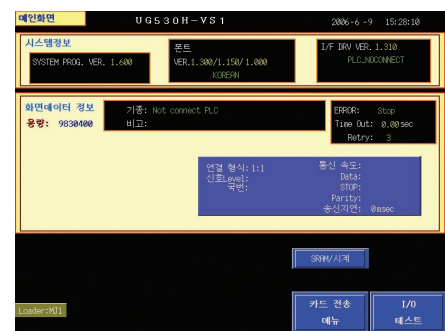 메인화면 UG530H-VS1 2006-6 -9 15:28:10
시스템정보
SYSTEM PROG. VER. 1.600
폰트
VER.1.300/1.150/1.000
KOREAN
I/F DRV VER. 1.310
PLC_NOCONNECT
화면데이터 정보
용량: 9830400
기종: Not connect PLC
비고:
ERROR: Stop
Time Out: 0.00sec
Retry: 3
연결 형식: 1:1
신호Level:
국번:
통신 속도:
Data:
STOP:
Parity:
송신지연: 0msec
SRAM/시계
Loader:MJ1
카드 전송
메뉴
I/O
테스트